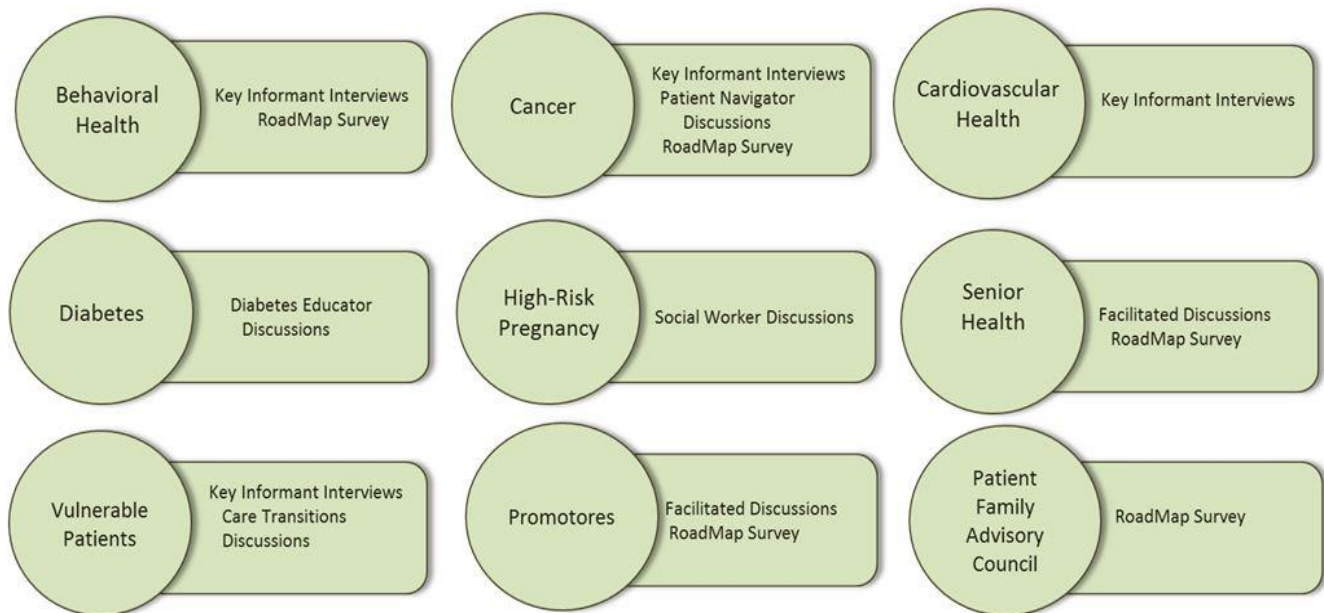 Behavioral
Health
Key Informant Interviews
RoadMap Survey
Cancer
Key Informant Interviews
Patient Navigator
Discussions
RoadMap Survey
Cardiovascular
Health
Key Informant Interviews
Diabetes
Diabetes Educator
Discussions
High-Risk
Pregnancy
Social Worker Discussions
Senior
Health
Facilitated Discussions
RoadMap Survey
Vulnerable
Patients
Key Informant Interviews
Care Transitions
Discussions
Promotores
Facilitated Discussions
RoadMap Survey
Patient
Family
Advisory
Council
RoadMap Survey